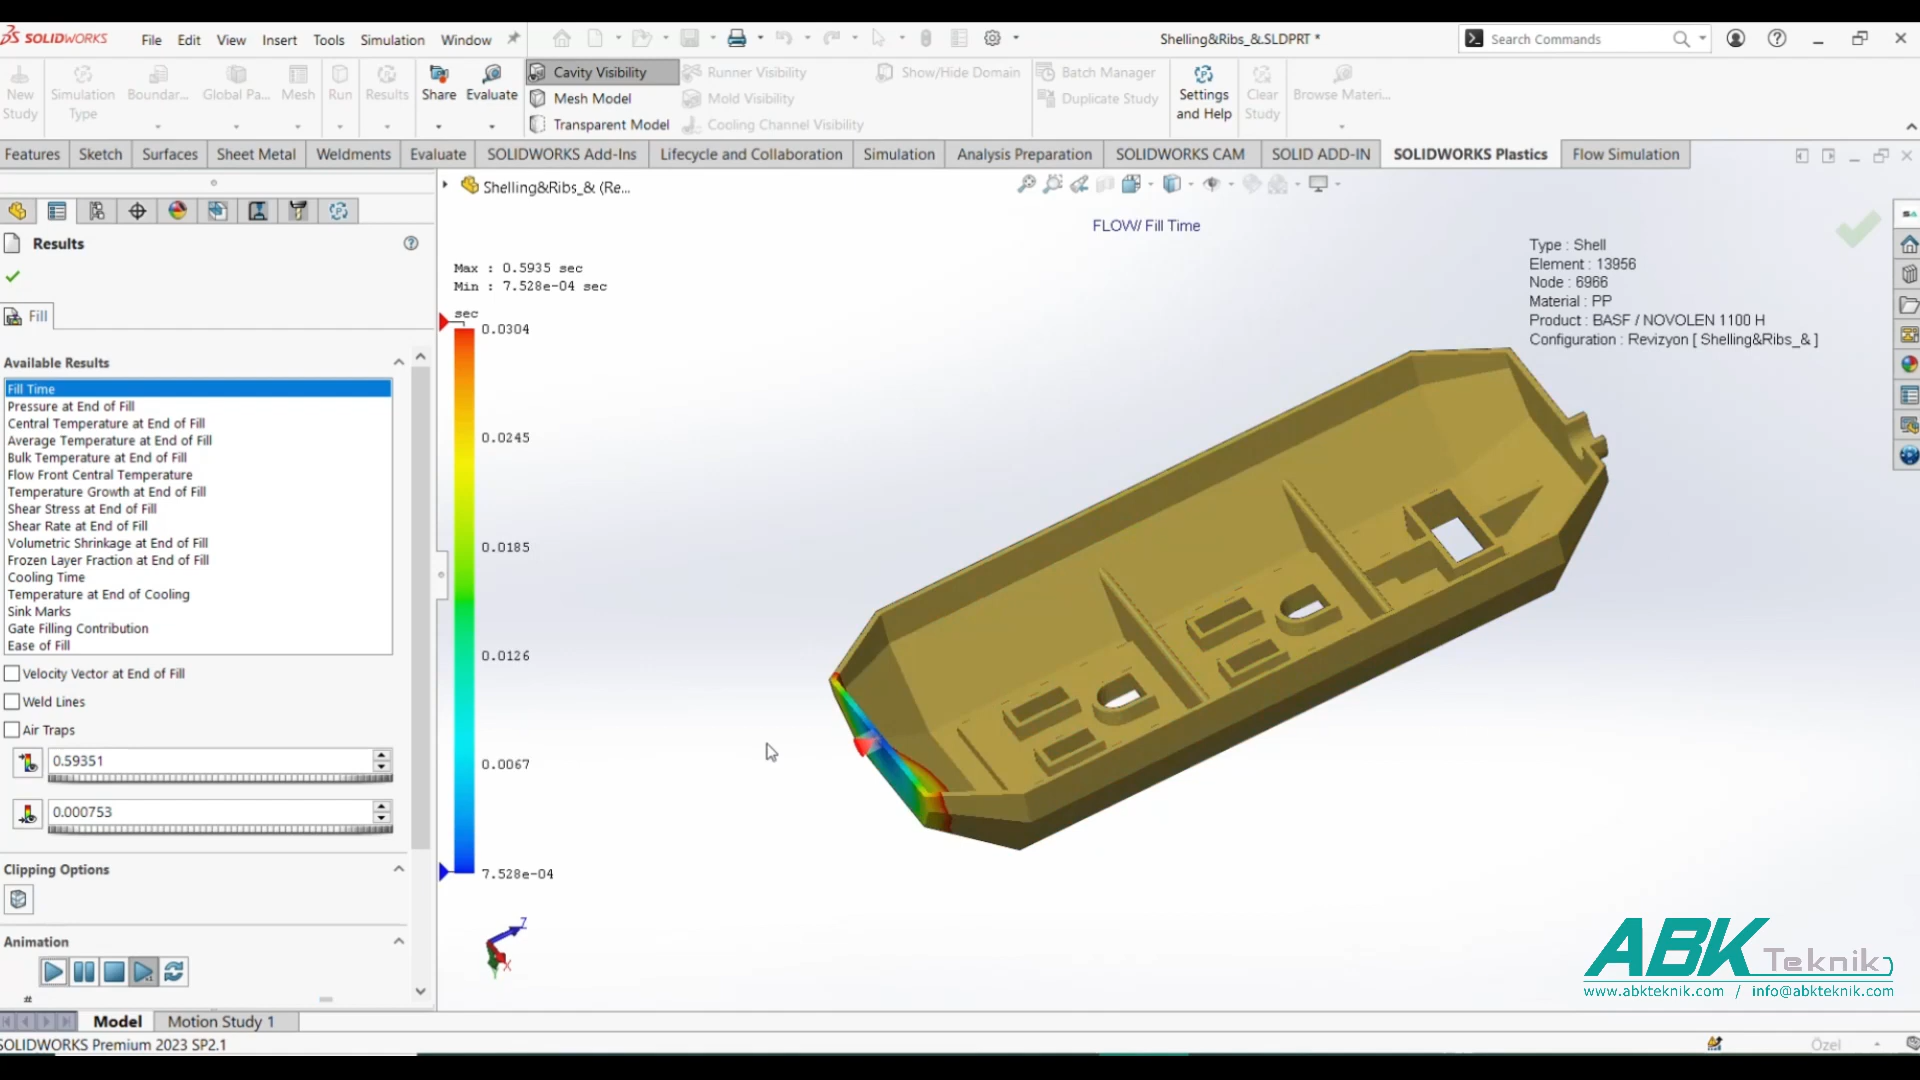 SOLIDWORKS File Edit View Insert Tools Simulation Window Shelling&Ribs_&.SLDPRT * Search Commands
New Study Simulation Type Boundar... Global Pa... Mesh Run Results Share Evaluate
Cavity Visibility Runner Visibility Show/Hide Domain Batch Manager
Mesh Model Mold Visibility Duplicate Study
Transparent Model Cooling Channel Visibility
Settings and Help Clear Study Browse Materi...
Features Sketch Surfaces Sheet Metal Weldments Evaluate SOLIDWORKS Add-Ins Lifecycle and Collaboration Simulation Analysis Preparation SOLIDWORKS CAM SOLID ADD-IN SOLIDWORKS Plastics Flow Simulation
Shelling&Ribs_& (Re...
Results
Fill
Available Results
Fill Time
Pressure at End of Fill
Central Temperature at End of Fill
Average Temperature at End of Fill
Bulk Temperature at End of Fill
Flow Front Central Temperature
Temperature Growth at End of Fill
Shear Stress at End of Fill
Shear Rate at End of Fill
Volumetric Shrinkage at End of Fill
Frozen Layer Fraction at End of Fill
Cooling Time
Temperature at End of Cooling
Sink Marks
Gate Filling Contribution
Ease of Fill
Velocity Vector at End of Fill
Weld Lines
Air Traps
0.59351
0.000753
Clipping Options
Animation
FLOW/ Fill Time
Max : 0.5935 sec
Min : 7.528e-04 sec
sec
0.0304
0.0245
0.0185
0.0126
0.0067
7.528e-04
Z
X
Y
Type : Shell
Element : 13956
Node : 6966
Material : PP
Product : BASF / NOVOLEN 1100 H
Configuration : Revizyon [ Shelling&Ribs_& ]
ABK Teknik
www.abkteknik.com / info@abkteknik.com
Model Motion Study 1
SOLIDWORKS Premium 2023 SP2.1 Özel